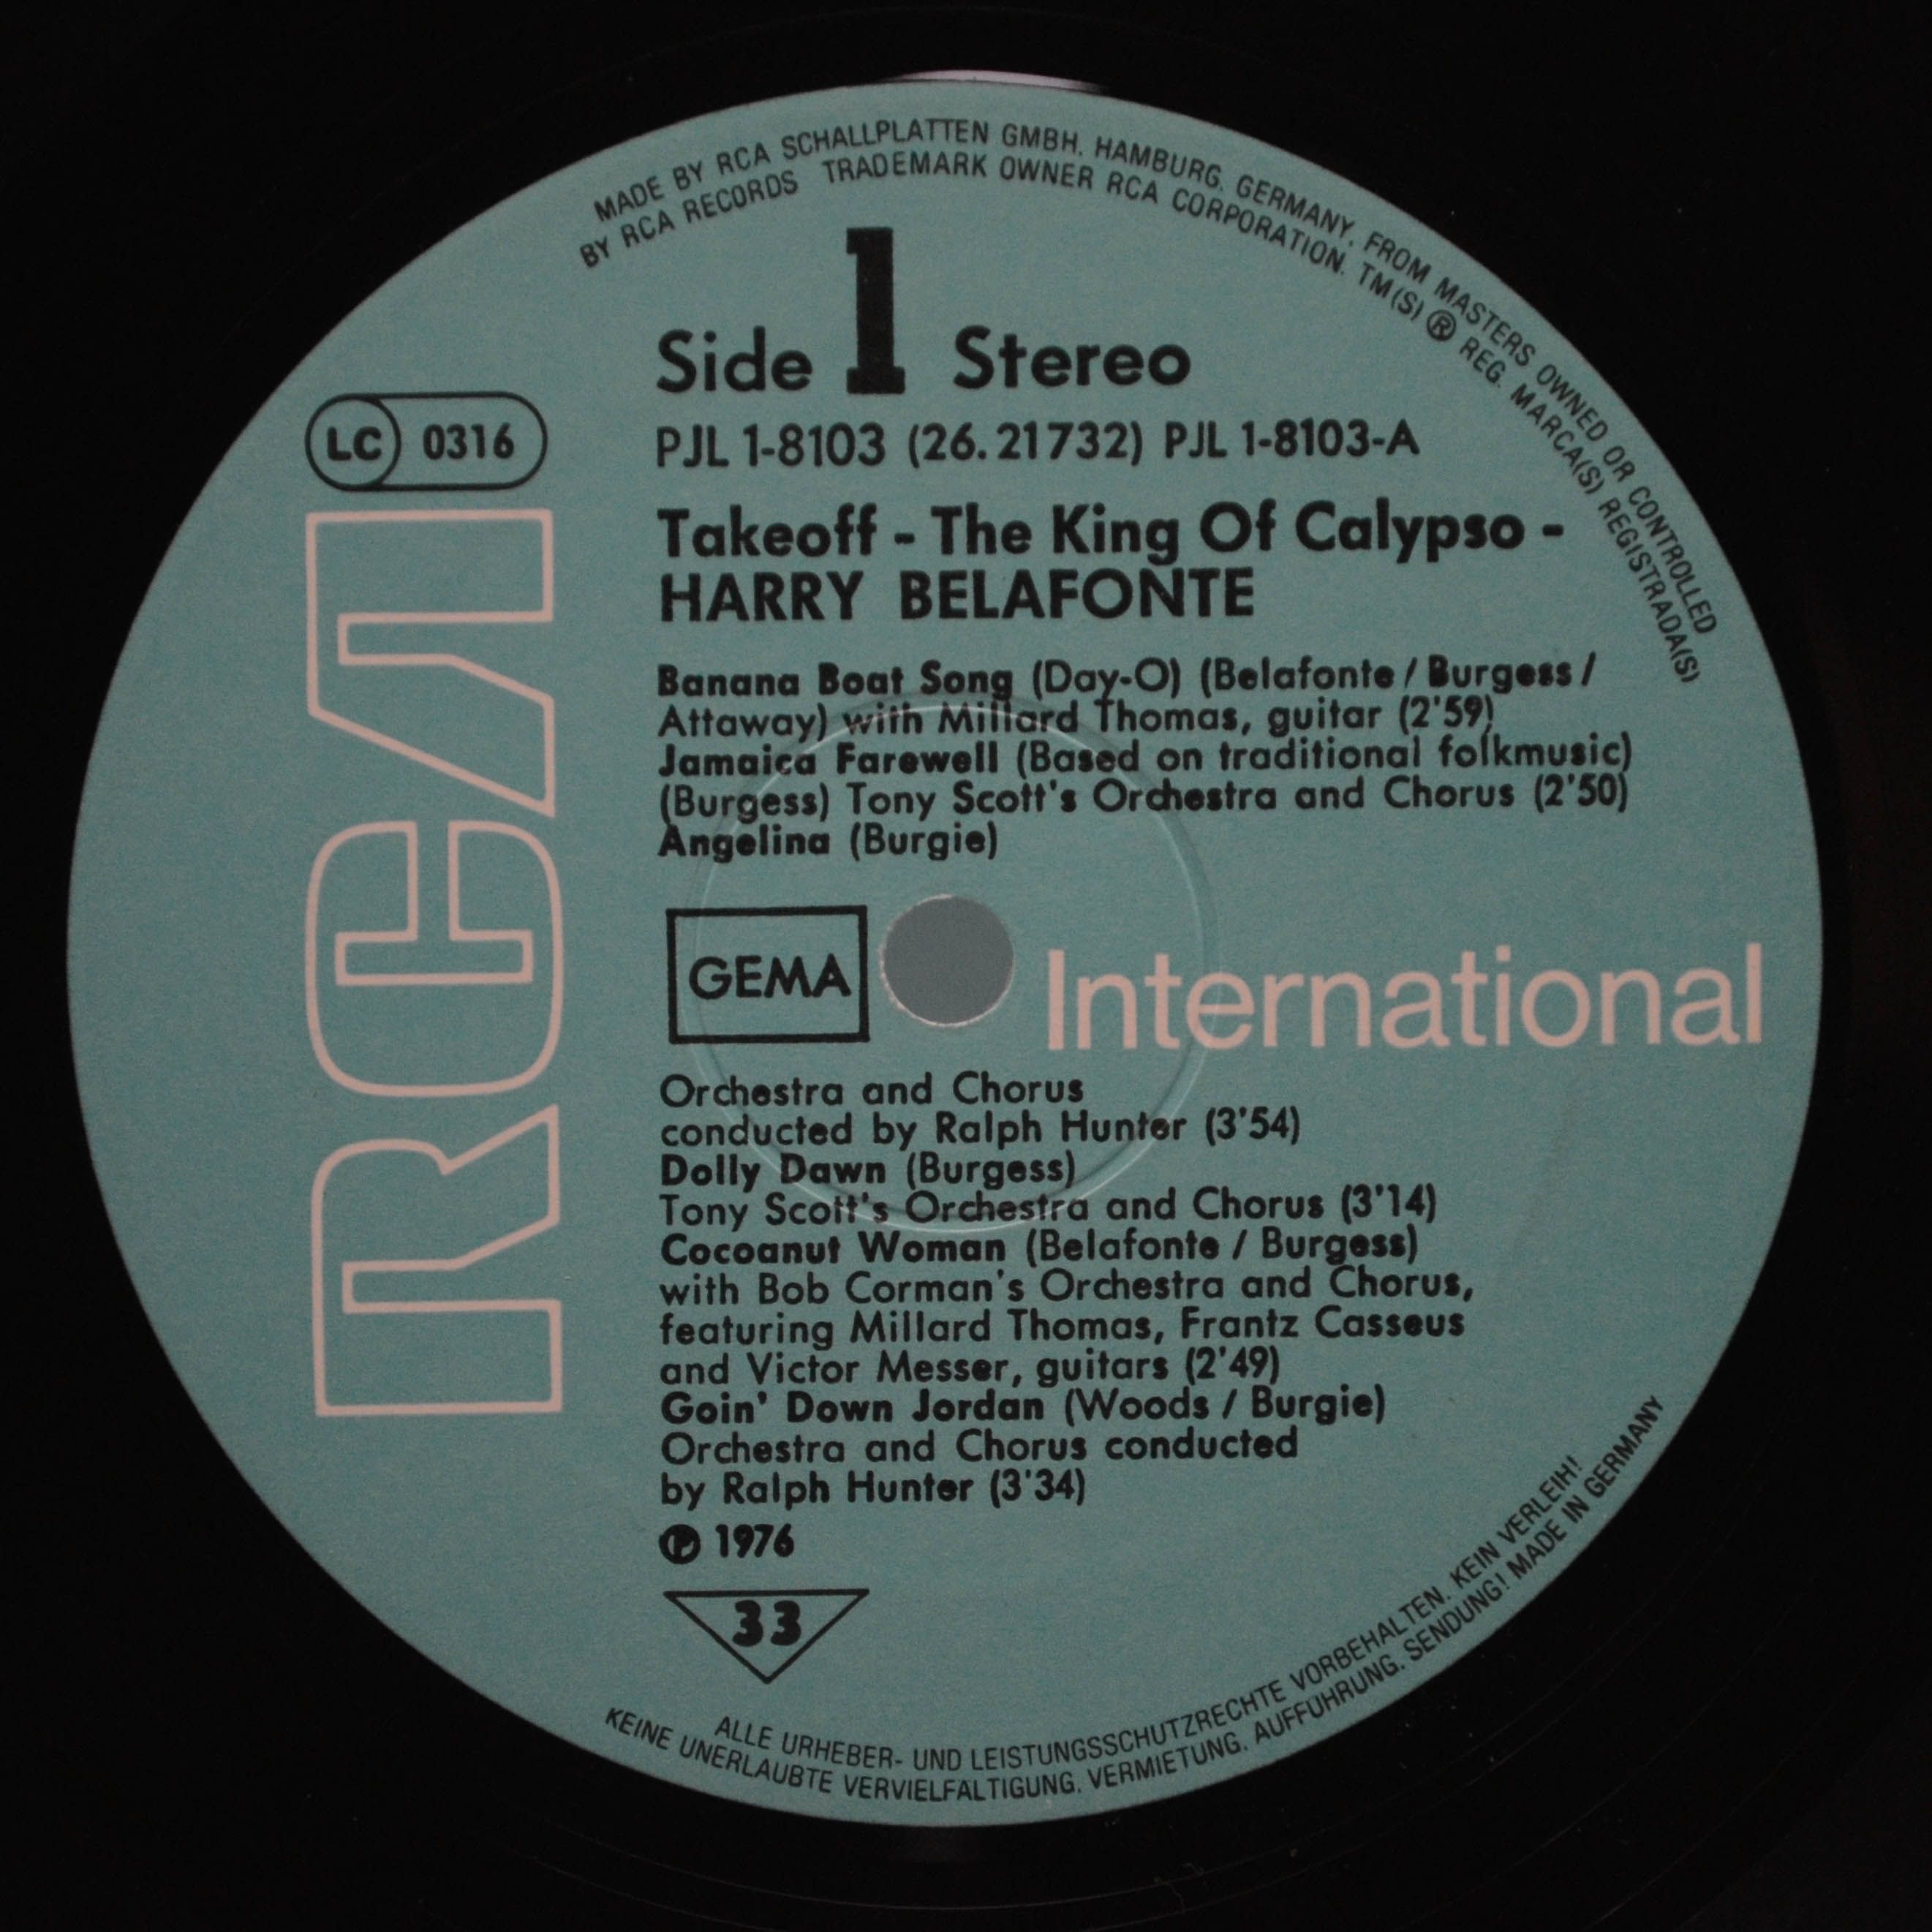 MADE BY RCA SCHALLPLATTEN GMBH, HAMBURG, GERMANY, FROM MASTERS OWNED OR CONTROLLED
BY RCA RECORDS TRADEMARK OWNER RCA CORPORATION. TM(S) ® REG. MARCA(S) REGISTRADA(S)
Side 1 Stereo
LC 0316
PJL 1-8103 (26.21732) PJL 1-8103-A
Takeoff - The King Of Calypso -
HARRY BELAFONTE
RCA
Banana Boat Song (Day-O) (Belafonte / Burgess /
Attaway) with Millard Thomas, guitar (2'59)
Jamaica Farewell (Based on traditional folkmusic)
(Burgess) Tony Scott's Orchestra and Chorus (2'50)
Angelina (Burgie)
GEMA
International
Orchestra and Chorus
conducted by Ralph Hunter (3'54)
Dolly Dawn (Burgess)
Tony Scott's Orchestra and Chorus (3'14)
Cocoanut Woman (Belafonte / Burgess)
with Bob Corman's Orchestra and Chorus,
featuring Millard Thomas, Frantz Casseus
and Victor Messer, guitars (2'49)
Goin' Down Jordan (Woods / Burgie)
Orchestra and Chorus conducted
by Ralph Hunter (3'34)
℗ 1976
33
ALLE URHEBER- UND LEISTUNGSSCHUTZRECHTE VORBEHALTEN. KEIN VERLEIH!
KEINE UNERLAUBTE VERVIELFÄLTIGUNG, VERMIETUNG, AUFFÜHRUNG, SENDUNG! MADE IN GERMANY